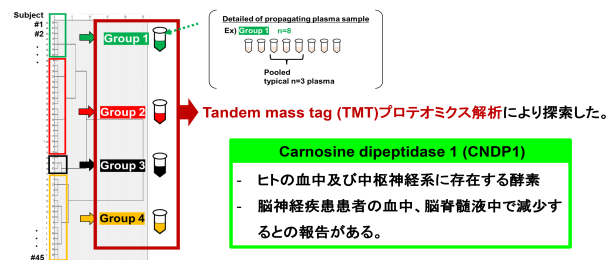 Subject
#1
#2
.
.
.
Group 1
Group 2
Group 3
Group 4
.
.
.
#45
Detailed of propagating plasma sample
Ex) Group 1 n=8
Pooled
typical n=3 plasma
Tandem mass tag (TMT)プロテオミクス解析により探索した。
Carnosine dipeptidase 1 (CNDP1)
- ヒトの血中及び中枢神経系に存在する酵素
- 脳神経疾患患者の血中、脳脊髄液中で減少す
るとの報告がある。